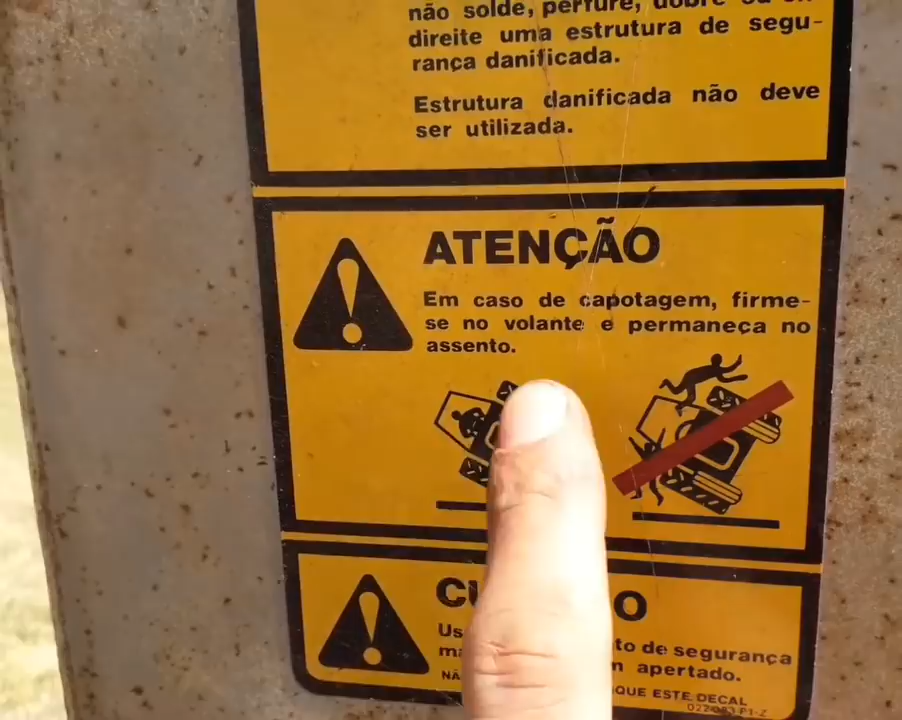 não solde, perfure, dobre ou
direite uma estrutura de segu-
rança danificada.
Estrutura danificada não deve
ser utilizada.
ATENÇÃO
Em caso de capotagem, firme-
se no volante e permaneça no
assento.
to de segurança
apertado.
ESTE DECAL